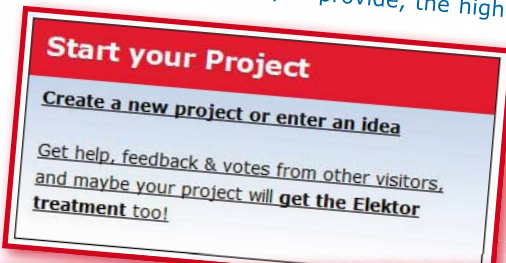 provide, the high
Start your Project
Create a new project or enter an idea
Get help, feedback & votes from other visitors,
and maybe your project will get the Elektor
treatment too!